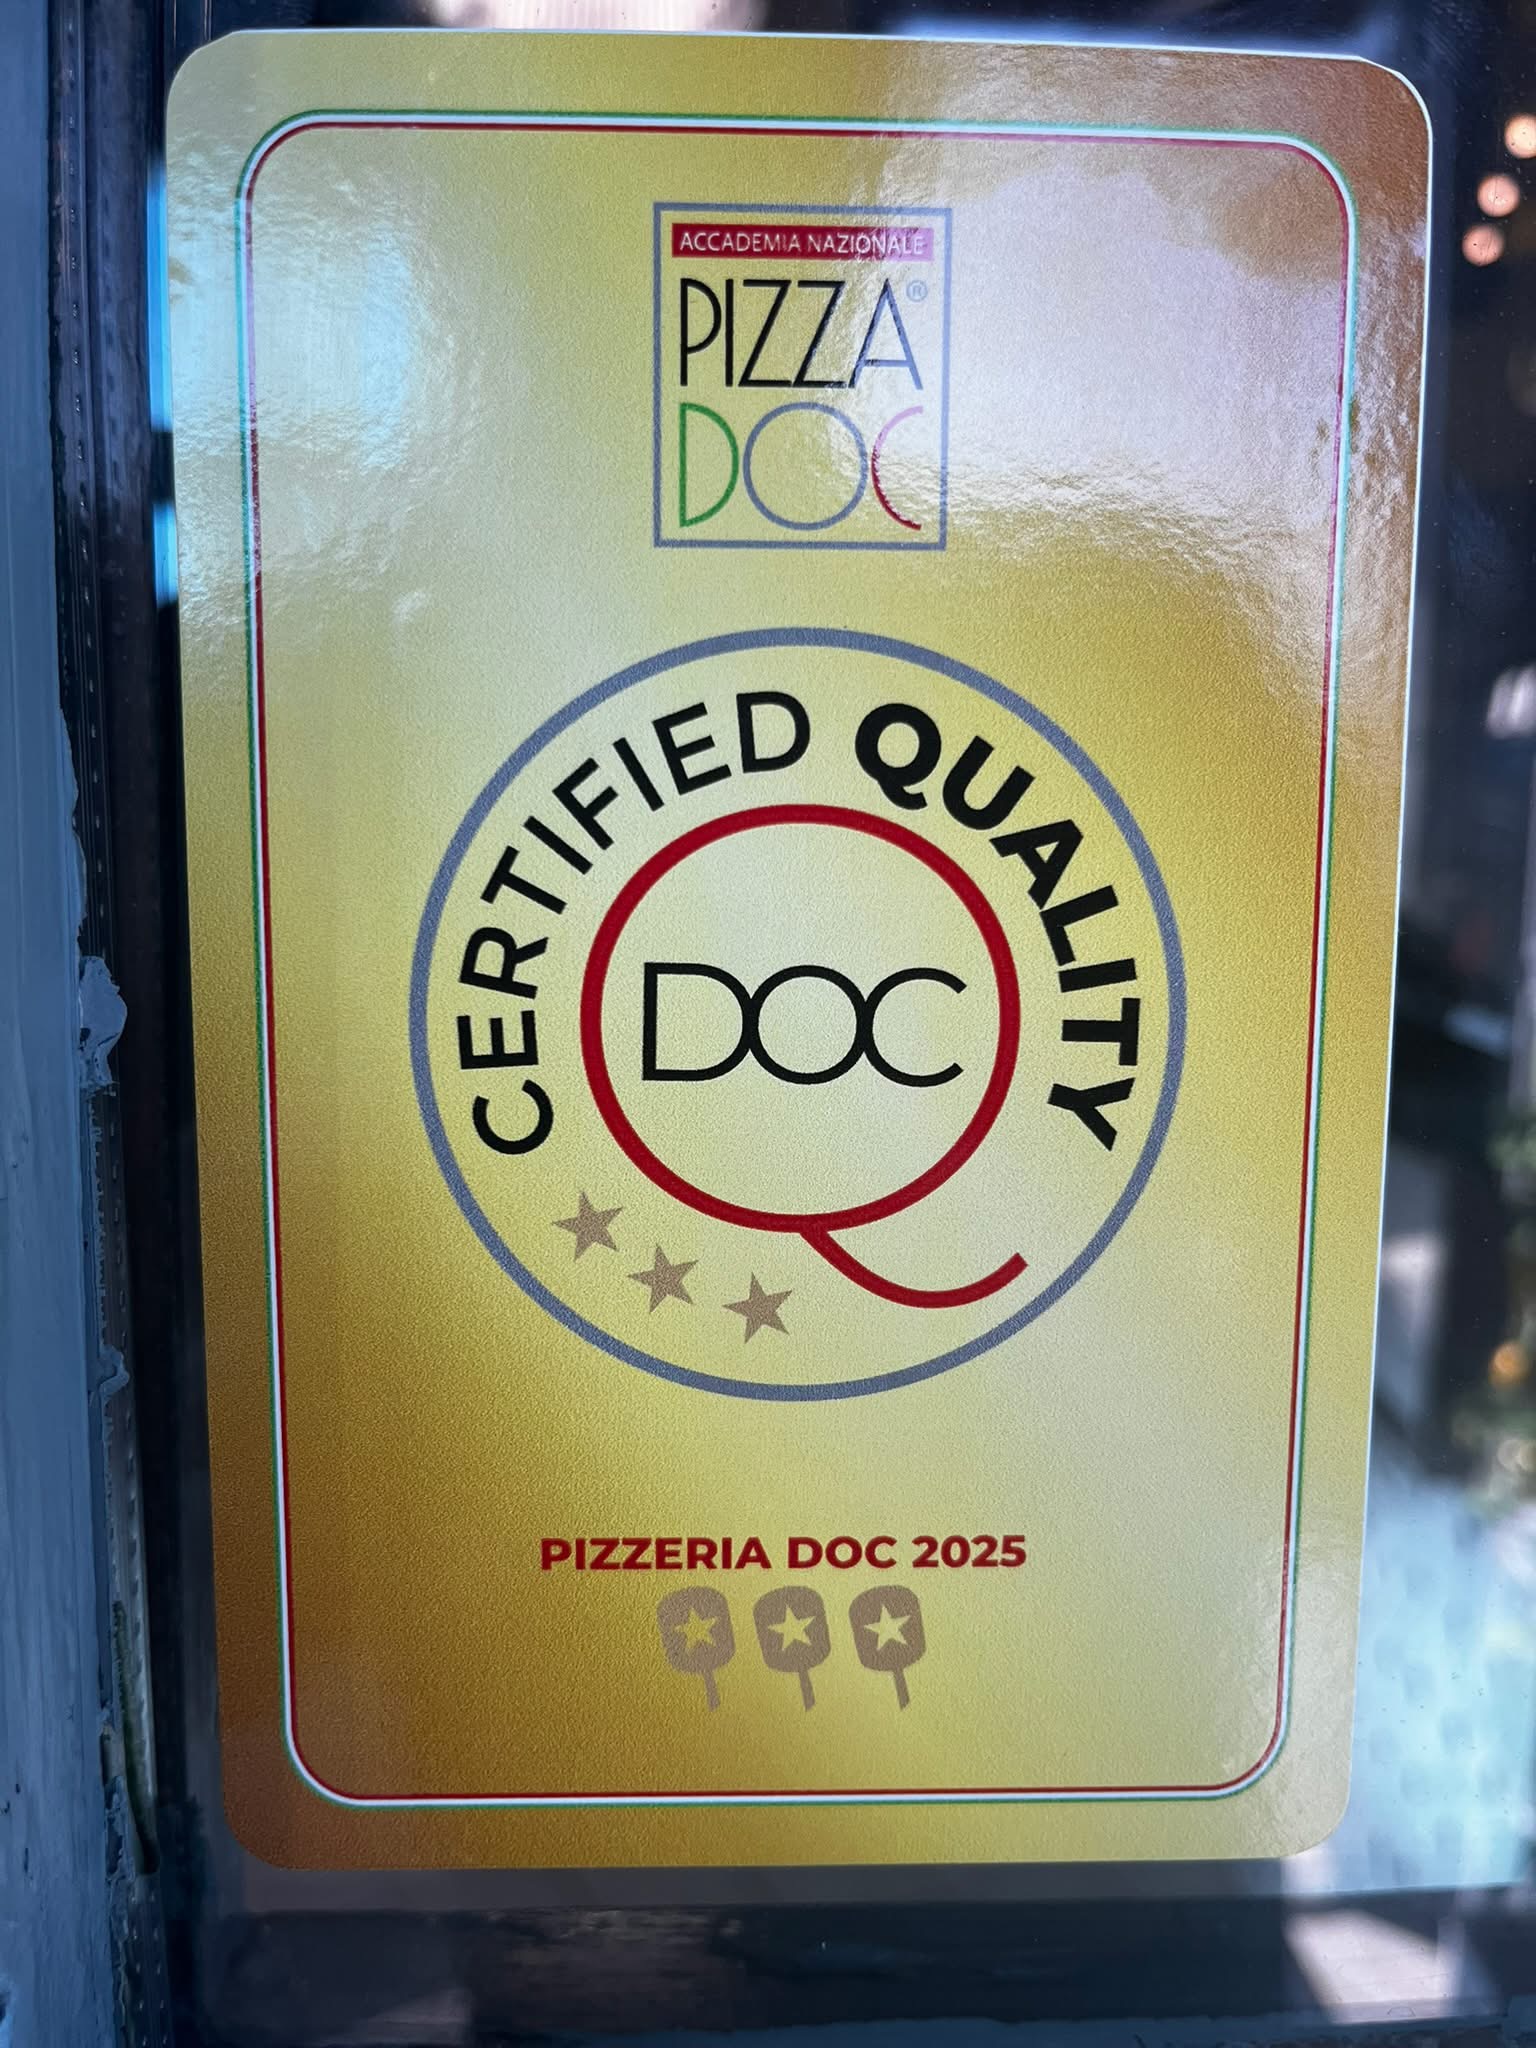 ACCADEMIA NAZIONALE
PIZZA®
DOC
CERTIFIED QUALITY
DOC
PIZZERIA DOC 2025